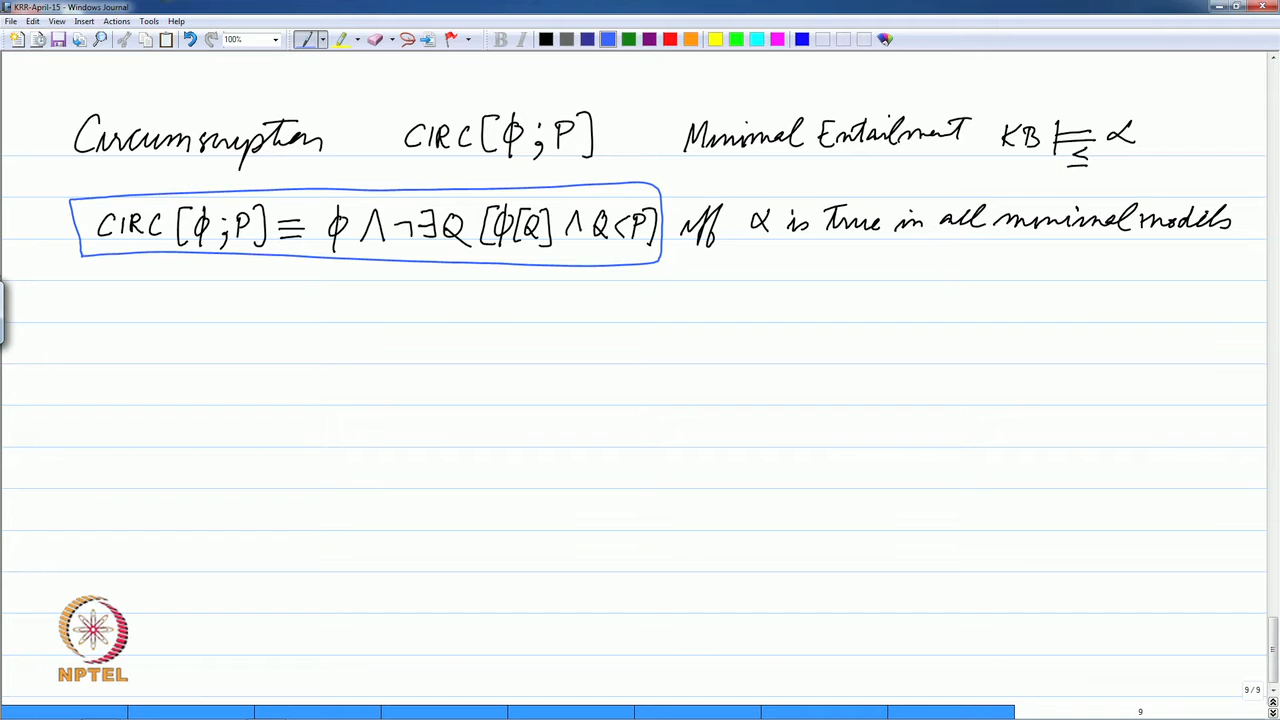 KRR-April-15 - Windows Journal
File Edit View Insert Actions Tools Help
100%
Circumscription CIRC[Φ;P] Minimal Entailment KB ⊨≤ α
CIRC[Φ;P] ≡ Φ ∧ ¬∃Q [Φ[Q] ∧ Q<P] iff α is true in all minimal models
NPTEL
9/9
9